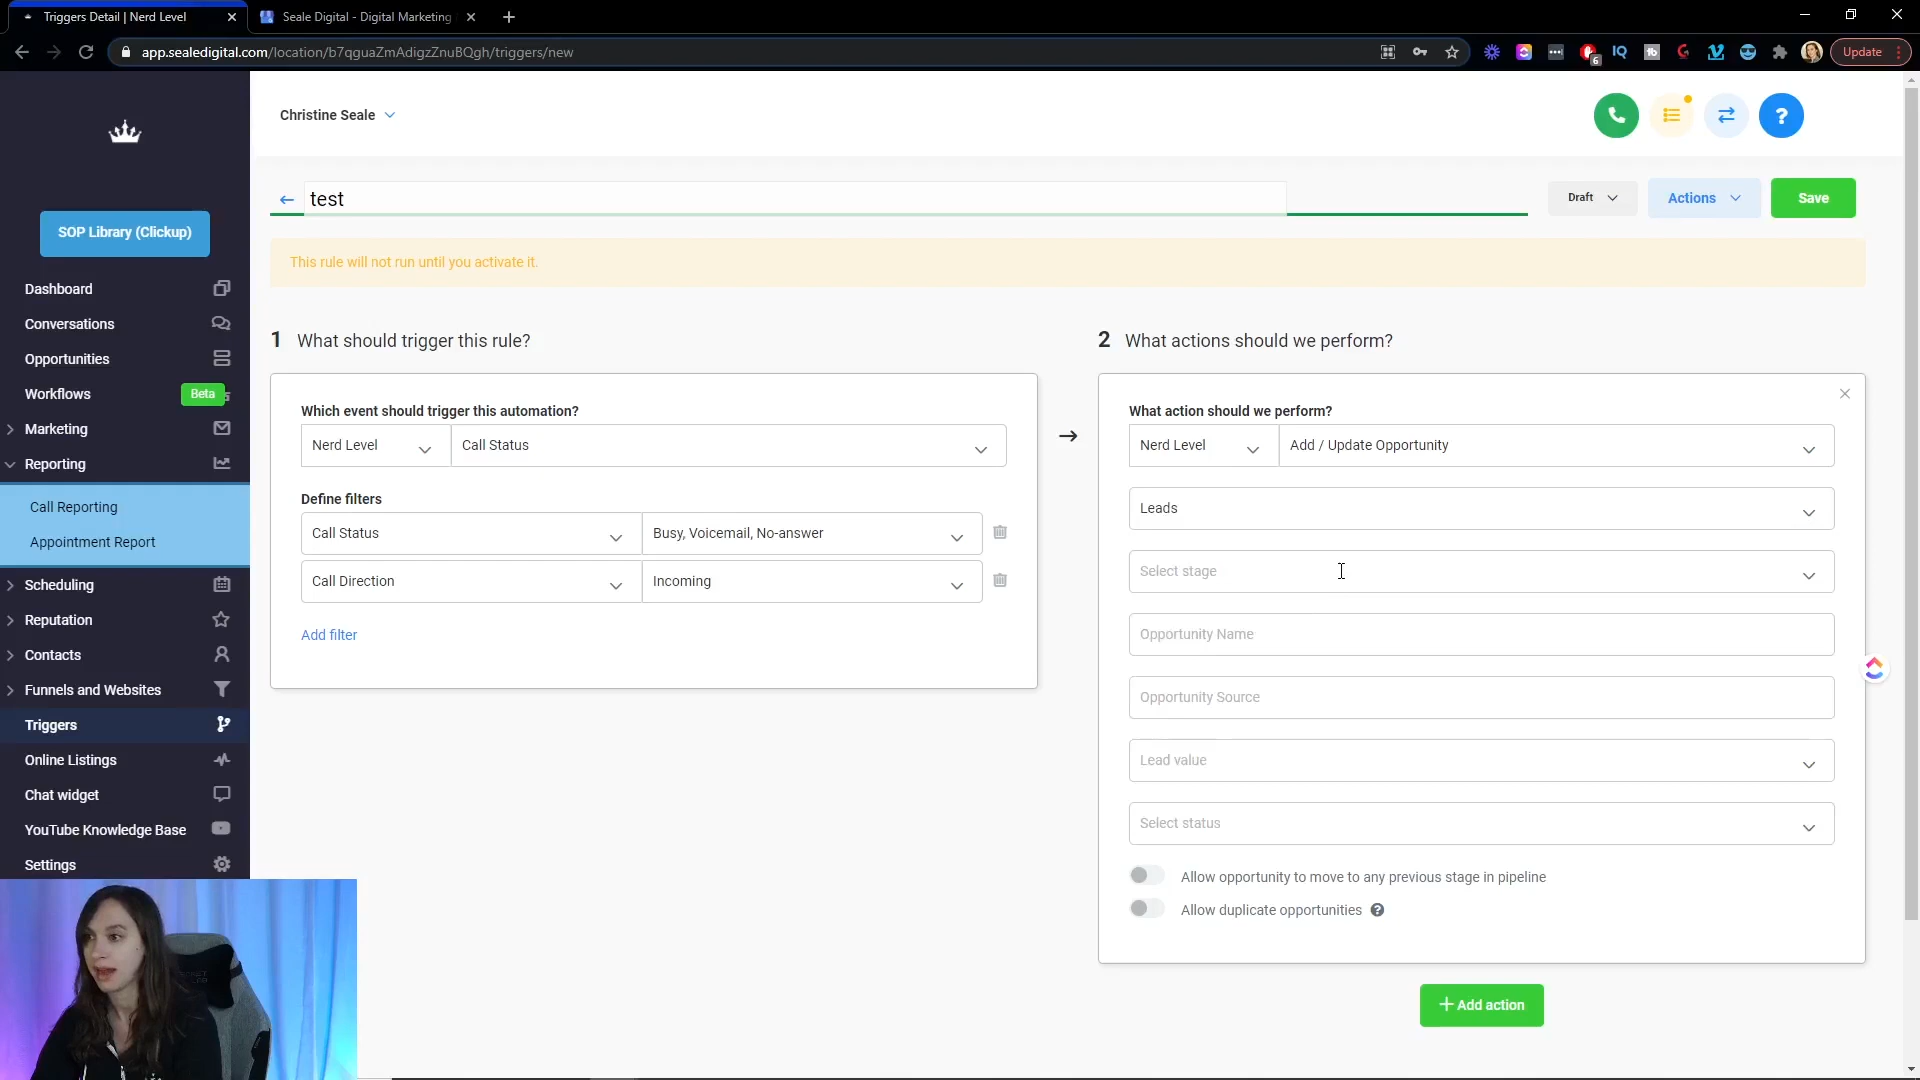 Triggers Detail | Nerd Level
Seale Digital - Digital Marketing
app.sealedigital.com/location/b7qguaZmAdigzZnuBQgh/triggers/new
6
IQ
tb
Update
Christine Seale
?
SOP Library (Clickup)
Dashboard
Conversations
Opportunities
Workflows
Beta
Marketing
Reporting
Call Reporting
Appointment Report
Scheduling
Reputation
Contacts
Funnels and Websites
Triggers
Online Listings
Chat widget
YouTube Knowledge Base
Settings
test
Draft
Actions
Save
This rule will not run until you activate it.
1 What should trigger this rule?
Which event should trigger this automation?
Nerd Level
Call Status
Define filters
Call Status
Busy, Voicemail, No-answer
Call Direction
Incoming
Add filter
2 What actions should we perform?
What action should we perform?
Nerd Level
Add / Update Opportunity
Leads
Select stage
Opportunity Name
Opportunity Source
Lead value
Select status
Allow opportunity to move to any previous stage in pipeline
Allow duplicate opportunities ?
+ Add action